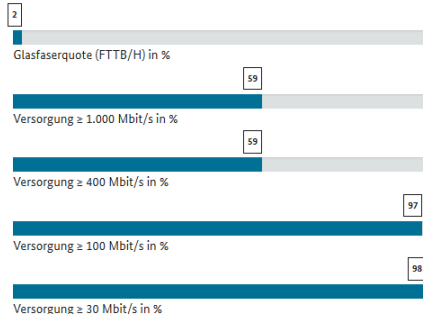 2
Glasfaserquote (FTTB/H) in %
59
Versorgung ≥ 1.000 Mbit/s in %
59
Versorgung ≥ 400 Mbit/s in %
97
Versorgung ≥ 100 Mbit/s in %
98
Versorgung ≥ 30 Mbit/s in %